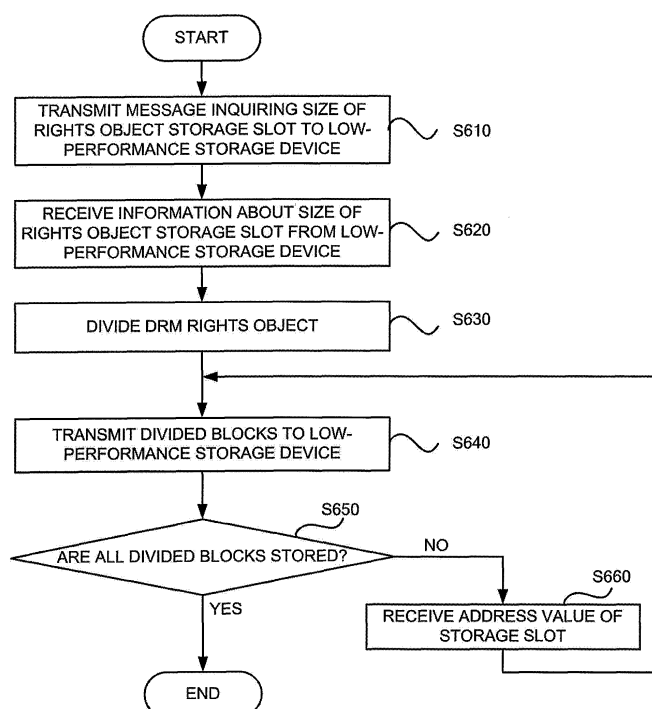 START
TRANSMIT MESSAGE INQUIRING SIZE OF
RIGHTS OBJECT STORAGE SLOT TO LOW-
PERFORMANCE STORAGE DEVICE
S610
RECEIVE INFORMATION ABOUT SIZE OF
RIGHTS OBJECT STORAGE SLOT FROM LOW-
PERFORMANCE STORAGE DEVICE
S620
DIVIDE DRM RIGHTS OBJECT
S630
TRANSMIT DIVIDED BLOCKS TO LOW-
PERFORMANCE STORAGE DEVICE
S640
S650
ARE ALL DIVIDED BLOCKS STORED?
NO
S660
YES
RECEIVE ADDRESS VALUE OF
STORAGE SLOT
END